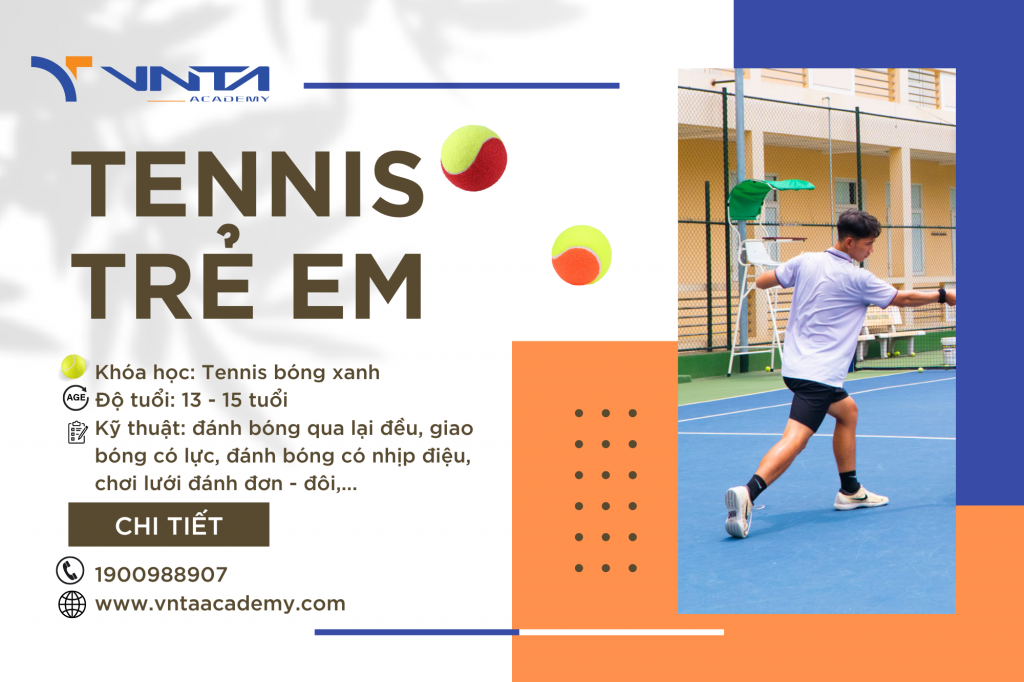 VNTA
ACADEMY
TENNIS
TRẺ EM
Khóa học: Tennis bóng xanh
AGE
Độ tuổi: 13 - 15 tuổi
Kỹ thuật: đánh bóng qua lại đều, giao
bóng có lực, đánh bóng có nhịp điệu,
chơi lưới đánh đơn - đôi,...
CHI TIẾT
1900988907
www.vntaacademy.com